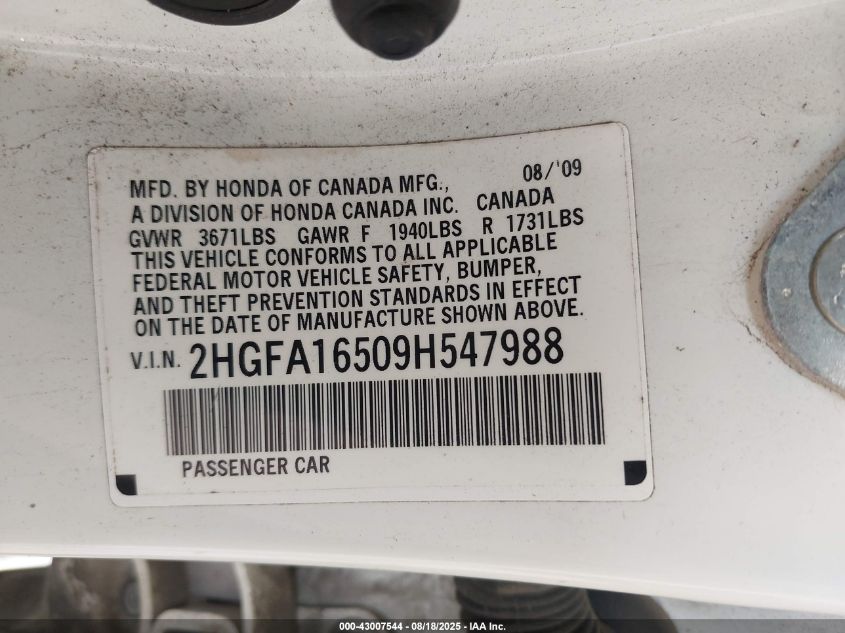 MFD. BY HONDA OF CANADA MFG., 08/'09
A DIVISION OF HONDA CANADA INC. CANADA
GVWR 3671LBS GAWR F 1940LBS R 1731LBS
THIS VEHICLE CONFORMS TO ALL APPLICABLE
FEDERAL MOTOR VEHICLE SAFETY, BUMPER,
AND THEFT PREVENTION STANDARDS IN EFFECT
ON THE DATE OF MANUFACTURE SHOWN ABOVE.
V.I.N. 2HGFA16509H547988
PASSENGER CAR
000-43007544 - 08/18/2025 - IAA Inc.